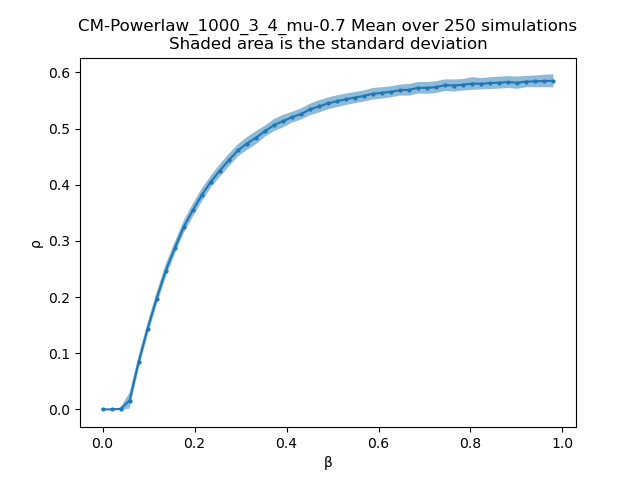 CM-Powerlaw_1000_3_4_mu-0.7 Mean over 250 simulations
Shaded area is the standard deviation
0.6
0.5
0.4
0.3
0.2
0.1
0.0
ρ
0.0 0.2 0.4 0.6 0.8 1.0
β